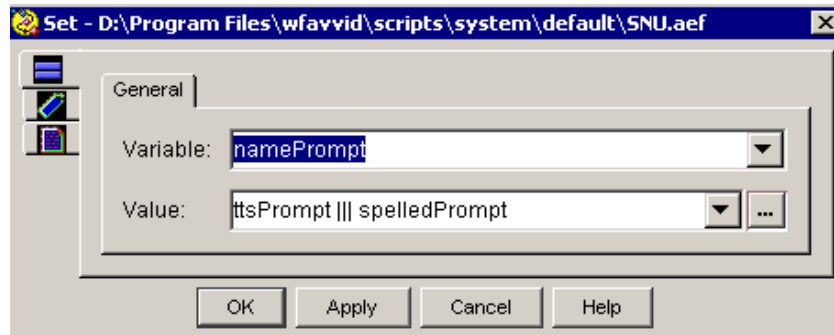 Set - D:\Program Files\wfavvid\scripts\system\default\SNU.aef
General
Variable: namePrompt
Value: ttsPrompt ||| spelledPrompt ...
OK Apply Cancel Help